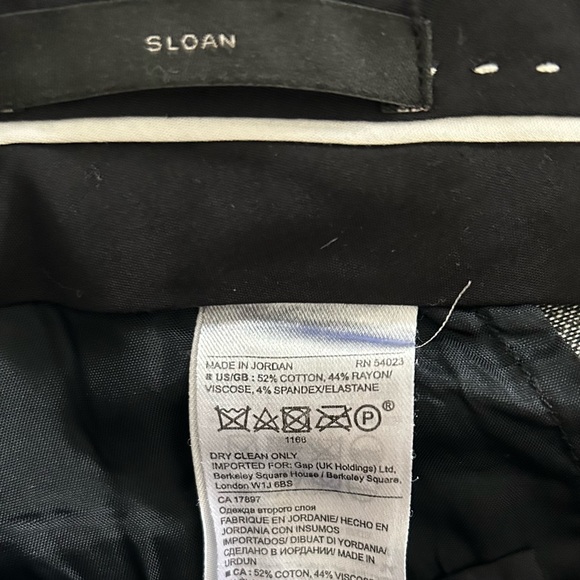 SLOAN
MADE IN JORDAN RN 54023
# US/GB : 52% COTTON, 44% RAYON/
VISCOSE, 4% SPANDEX/ELASTANE
P ®
1166
DRY CLEAN ONLY
IMPORTED FOR: Gap (UK Holdings) Ltd,
Berkeley Square House / Berkeley Square,
London W1J 6BS
CA 17897
Одежда второго слоя
FABRIQUE EN JORDANIE/ HECHO EN
JORDANIA CON INSUMOS
IMPORTADOS/ DIBUAT DI YORDANIA/
СДЕЛАНО В ИОРДАНИИ/ MADE IN
URDUN
# CA : 52% COTTON, 44% VISCOSE